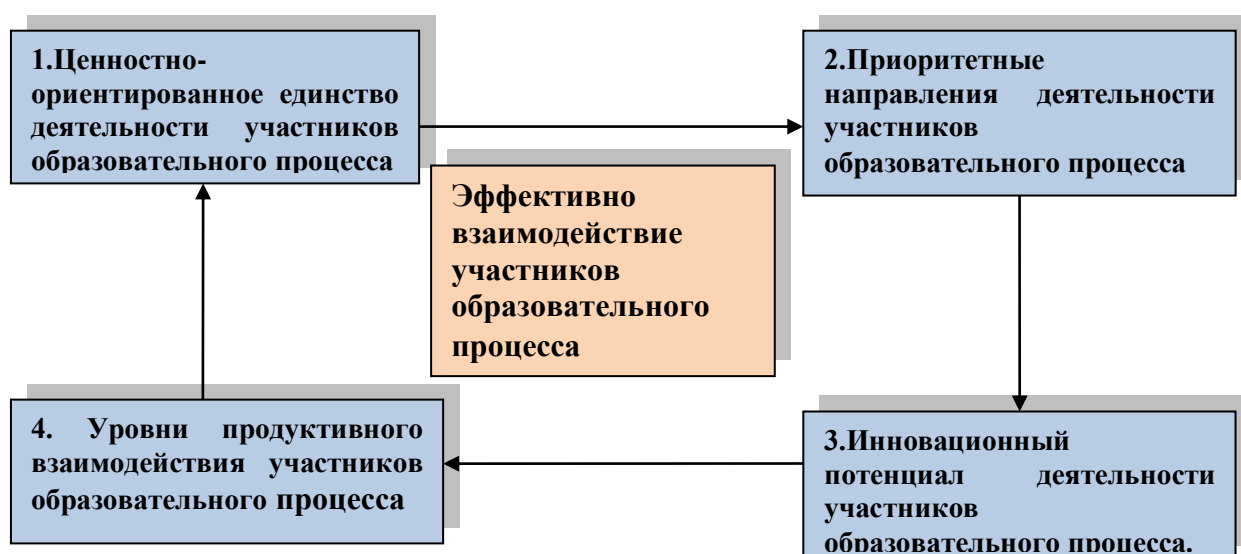 1.Ценностно-
ориентированное единство
деятельности участников
образовательного процесса
2.Приоритетные
направления деятельности
участников
образовательного процесса
Эффективно
взаимодействие
участников
образовательного
процесса
4. Уровни продуктивного
взаимодействия участников
образовательного процесса
3.Инновационный
потенциал деятельности
участников
образовательного процесса.